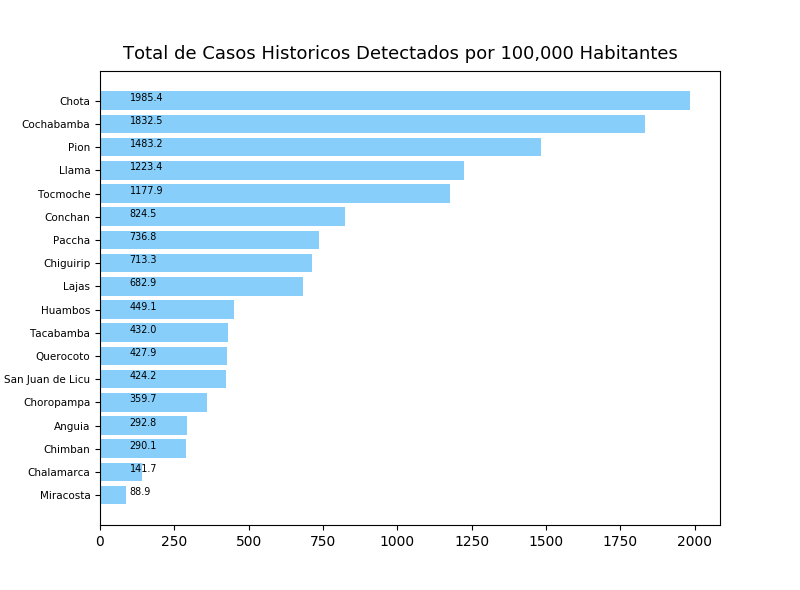 Total de Casos Historicos Detectados por 100,000 Habitantes
Chota 1985.4
Cochabamba 1832.5
Pion 1483.2
Llama 1223.4
Tocmoche 1177.9
Conchan 824.5
Paccha 736.8
Chiguirip 713.3
Lajas 682.9
Huambos 449.1
Tacabamba 432.0
Querocoto 427.9
San Juan de Licu 424.2
Choropampa 359.7
Anguia 292.8
Chimban 290.1
Chalamarca 141.7
Miracosta 88.9
0 250 500 750 1000 1250 1500 1750 2000